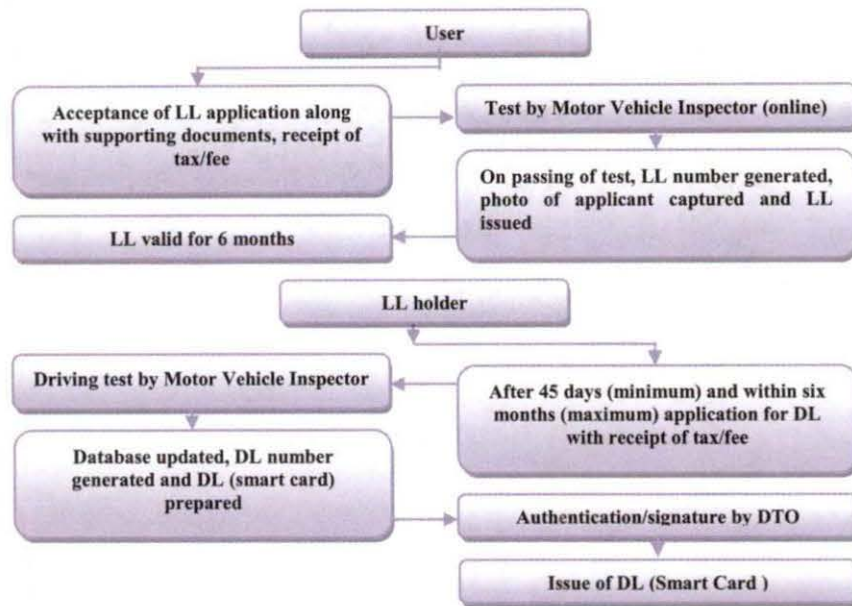 User
Acceptance of LL application along
with supporting documents, receipt of
tax/fee
Test by Motor Vehicle Inspector (online)
On passing of test, LL number generated,
photo of applicant captured and LL
issued
LL valid for 6 months
LL holder
After 45 days (minimum) and within six
months (maximum) application for DL
with receipt of tax/fee
Driving test by Motor Vehicle Inspector
Database updated, DL number
generated and DL (smart card)
prepared
Authentication/signature by DTO
Issue of DL (Smart Card )